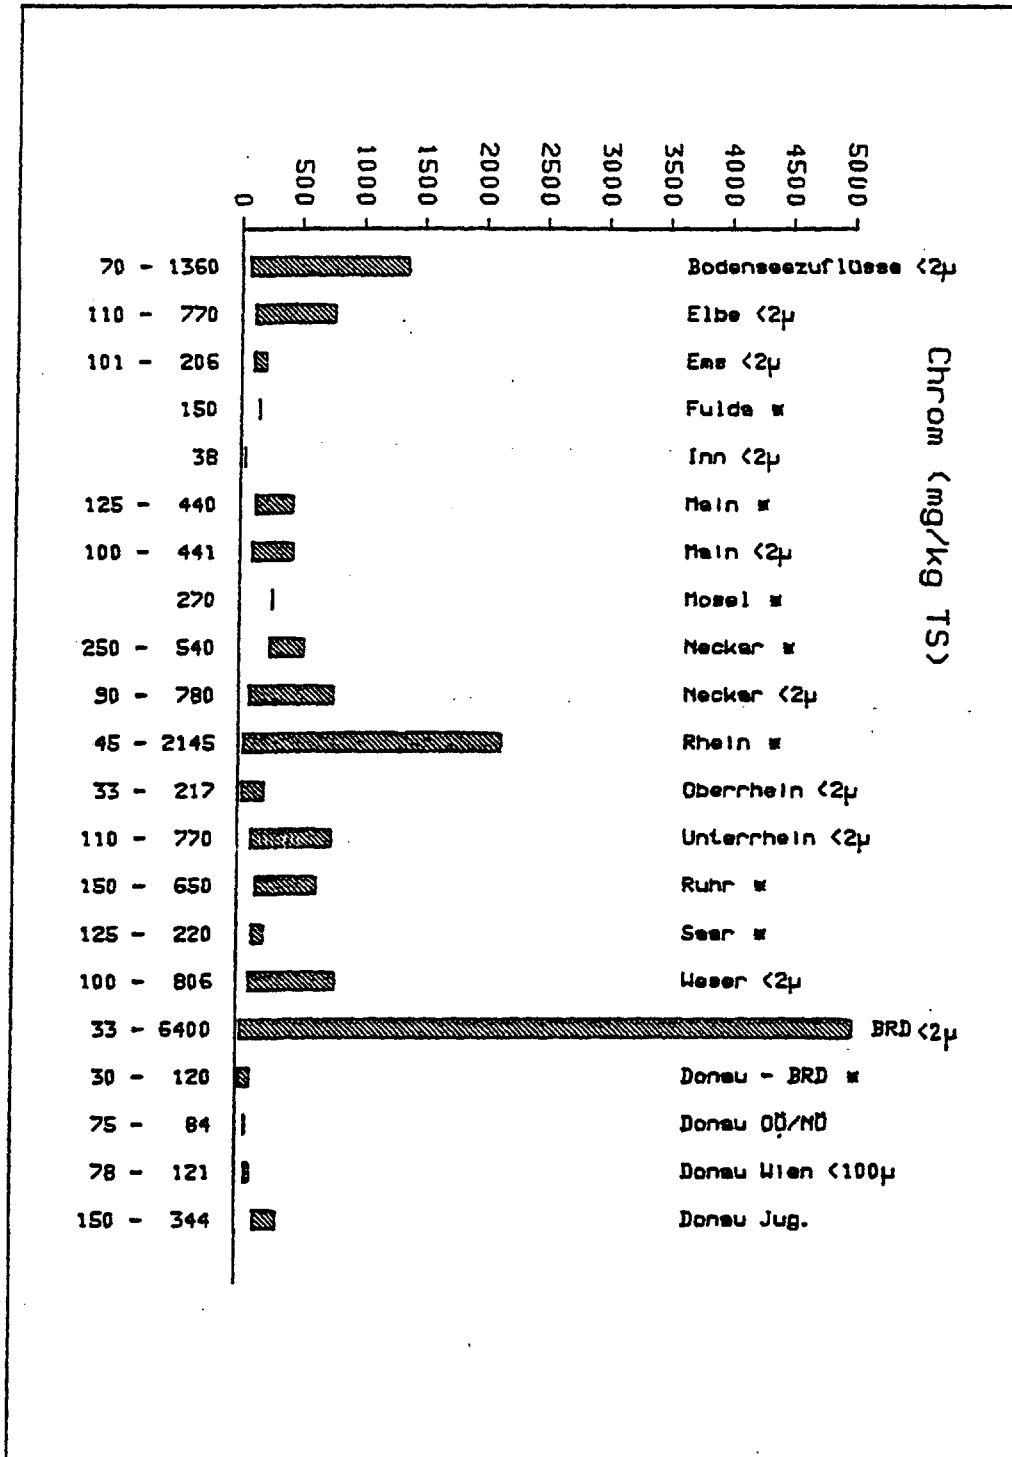 Chrom (mg/kg TS)
0 500 1000 1500 2000 2500 3000 3500 4000 4500 5000
70 - 1360 Bodenseezuflüsse <2µ
110 - 770 Elbe <2µ
101 - 206 Ems <2µ
150 Fulda *
38 Inn <2µ
125 - 440 Main *
100 - 441 Main <2µ
270 Mosel *
250 - 540 Neckar *
90 - 780 Neckar <2µ
45 - 2145 Rhein *
33 - 217 Oberrhein <2µ
110 - 770 Unterrhein <2µ
150 - 650 Ruhr *
125 - 220 Saar *
100 - 806 Weser <2µ
33 - 6400 BRD <2µ
30 - 120 Donau - BRD *
75 - 84 Donau OÖ/NÖ
78 - 121 Donau Wien <100µ
150 - 344 Donau Jug.